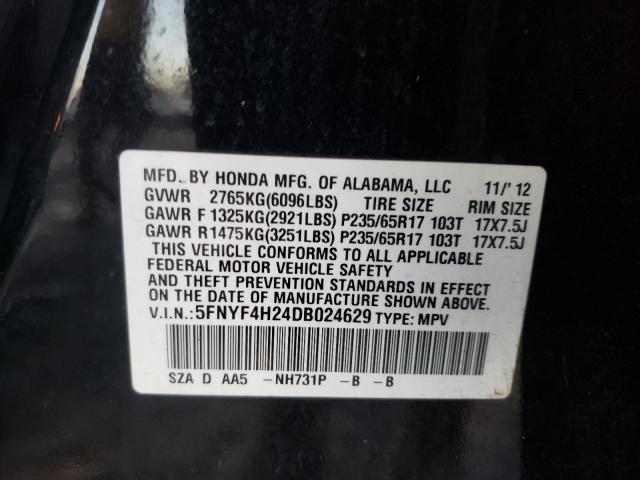 MFD. BY HONDA MFG. OF ALABAMA, LLC 11/'12
GVWR 2765KG(6096LBS) TIRE SIZE RIM SIZE
GAWR F 1325KG(2921LBS) P235/65R17 103T 17X7.5J
GAWR R1475KG(3251LBS) P235/65R17 103T 17X7.5J
THIS VEHICLE CONFORMS TO ALL APPLICABLE
FEDERAL MOTOR VEHICLE SAFETY
AND THEFT PREVENTION STANDARDS IN EFFECT
ON THE DATE OF MANUFACTURE SHOWN ABOVE.
V.I.N.:5FNYF4H24DB024629 TYPE: MPV
SZA D AA5 -NH731P -B -B